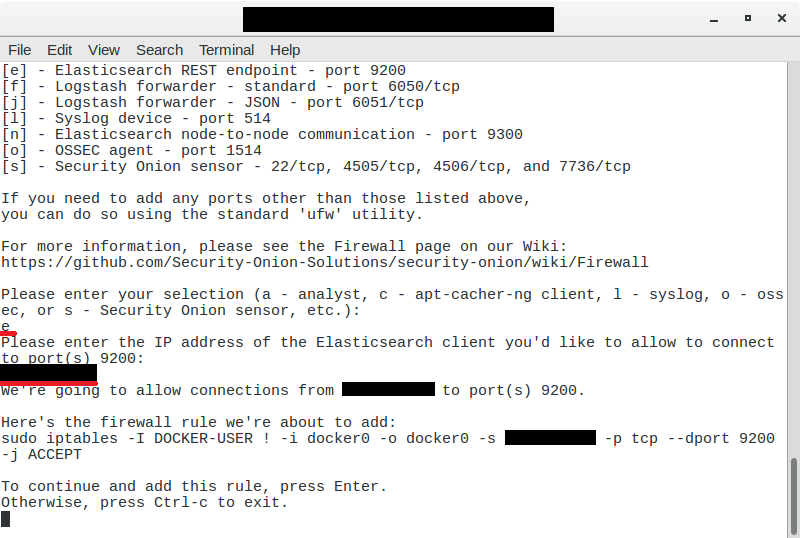 File Edit View Search Terminal Help
[e] - Elasticsearch REST endpoint - port 9200
[f] - Logstash forwarder - standard - port 6050/tcp
[j] - Logstash forwarder - JSON - port 6051/tcp
[l] - Syslog device - port 514
[n] - Elasticsearch node-to-node communication - port 9300
[o] - OSSEC agent - port 1514
[s] - Security Onion sensor - 22/tcp, 4505/tcp, 4506/tcp, and 7736/tcp
If you need to add any ports other than those listed above,
you can do so using the standard 'ufw' utility.
For more information, please see the Firewall page on our Wiki:
https://github.com/Security-Onion-Solutions/security-onion/wiki/Firewall
Please enter your selection (a - analyst, c - apt-cacher-ng client, l - syslog, o - oss
ec, or s - Security Onion sensor, etc.):
e
Please enter the IP address of the Elasticsearch client you'd like to allow to connect
to port(s) 9200:
We're going to allow connections from to port(s) 9200.
Here's the firewall rule we're about to add:
sudo iptables -I DOCKER-USER ! -i docker0 -o docker0 -s -p tcp --dport 9200
-j ACCEPT
To continue and add this rule, press Enter.
Otherwise, press Ctrl-c to exit.